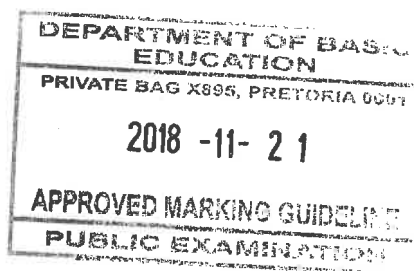 DEPARTMENT OF BASIC
EDUCATION
PRIVATE BAG X895, PRETORIA 0001
2018 -11- 21
APPROVED MARKING GUIDELINE
PUBLIC EXAMINATION